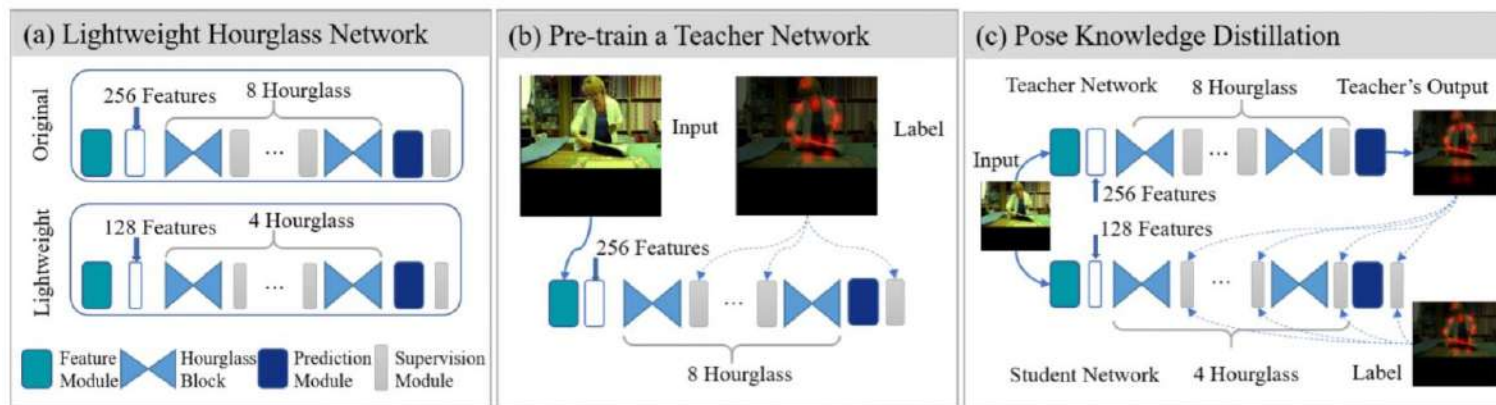 (a) Lightweight Hourglass Network
Original
256 Features
8 Hourglass
...
Lightweight
128 Features
4 Hourglass
...
Feature Module
Hourglass Block
Prediction Module
Supervision Module
(b) Pre-train a Teacher Network
Input
Label
256 Features
...
8 Hourglass
(c) Pose Knowledge Distillation
Teacher Network
8 Hourglass
Teacher's Output
...
Input
256 Features
128 Features
...
Student Network
4 Hourglass
Label